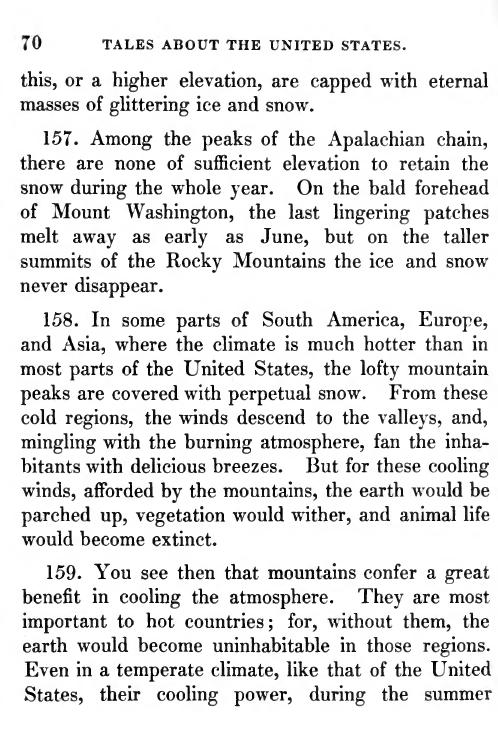 70 TALES ABOUT THE UNITED STATES.
this, or a higher elevation, are capped with eternal
masses of glittering ice and snow.
157. Among the peaks of the Apalachian chain,
there are none of sufficient elevation to retain the
snow during the whole year. On the bald forehead
of Mount Washington, the last lingering patches
melt away as early as June, but on the taller
summits of the Rocky Mountains the ice and snow
never disappear.
158. In some parts of South America, Europe,
and Asia, where the climate is much hotter than in
most parts of the United States, the lofty mountain
peaks are covered with perpetual snow. From these
cold regions, the winds descend to the valleys, and,
mingling with the burning atmosphere, fan the inha-
bitants with delicious breezes. But for these cooling
winds, afforded by the mountains, the earth would be
parched up, vegetation would wither, and animal life
would become extinct.
159. You see then that mountains confer a great
benefit in cooling the atmosphere. They are most
important to hot countries; for, without them, the
earth would become uninhabitable in those regions.
Even in a temperate climate, like that of the United
States, their cooling power, during the summer